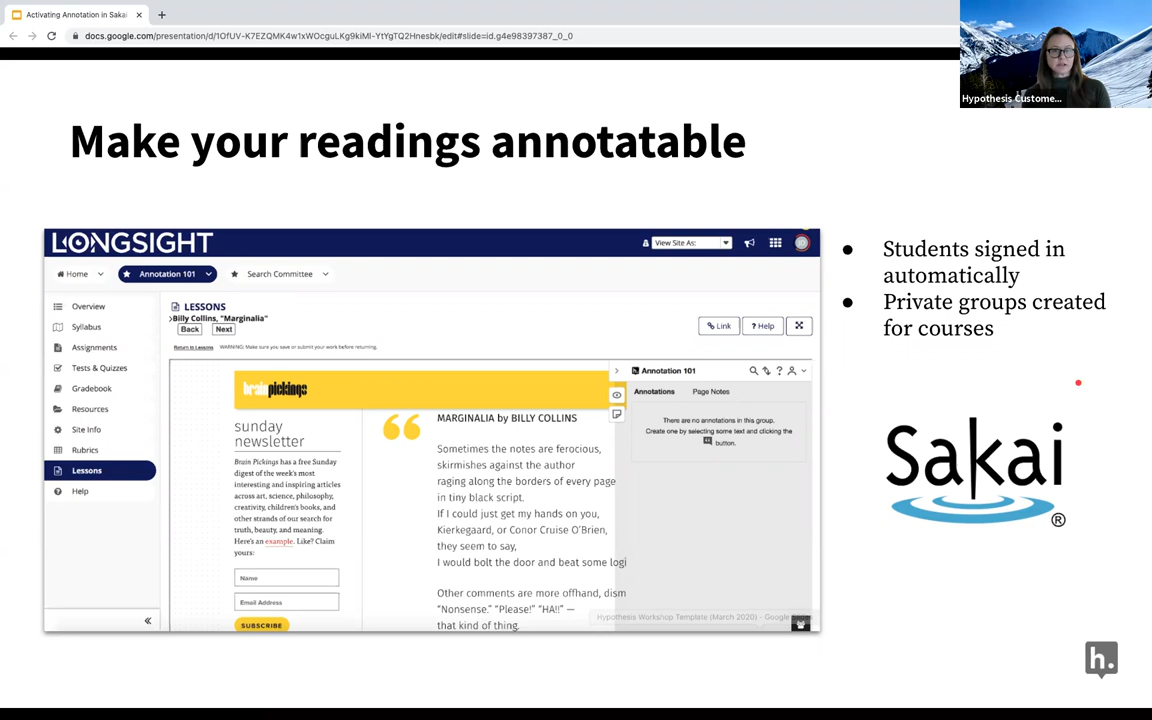 Activating Annotation in Sakai
docs.google.com/presentation/d/1OfUV-K7EZQMK4w1xWOcguLKg9kiMl-YtYgTQ2Hnesbk/edit#slide=id.g4e98397387_0_0
Hypothesis Custome...
Make your readings annotatable
LONGSIGHT
View Site As:
Home
Annotation 101
Search Committee
Overview
Syllabus
Assignments
Tests & Quizzes
Gradebook
Resources
Site Info
Rubrics
Lessons
Help
LESSONS
Billy Collins, "Marginalia"
Back Next
Link
? Help
Return to Lessons WARNING: Make sure you save or submit your work before returning.
brainpickings
sunday
newsletter
Brain Pickings has a free Sunday
digest of the week's most
interesting and inspiring articles
across art, science, philosophy,
creativity, children's books, and
other strands of our search for
truth, beauty, and meaning.
Here's an example. Like? Claim
yours:
Name
Email Address
SUBSCRIBE
MARGINALIA by BILLY COLLINS
Sometimes the notes are ferocious,
skirmishes against the author
raging along the borders of every page
in tiny black script.
If I could just get my hands on you,
Kierkegaard, or Conor Cruise O'Brien,
they seem to say,
I would bolt the door and beat some logi
Other comments are more offhand, dism
"Nonsense." "Please!" "HA!!" —
that kind of thing.
Annotation 101
Annotations Page Notes
There are no annotations in this group.
Create one by selecting some text and clicking the
button.
Hypothesis Workshop Template (March 2020) - Google
● Students signed in
automatically
● Private groups created
for courses
Sakai
®
h.